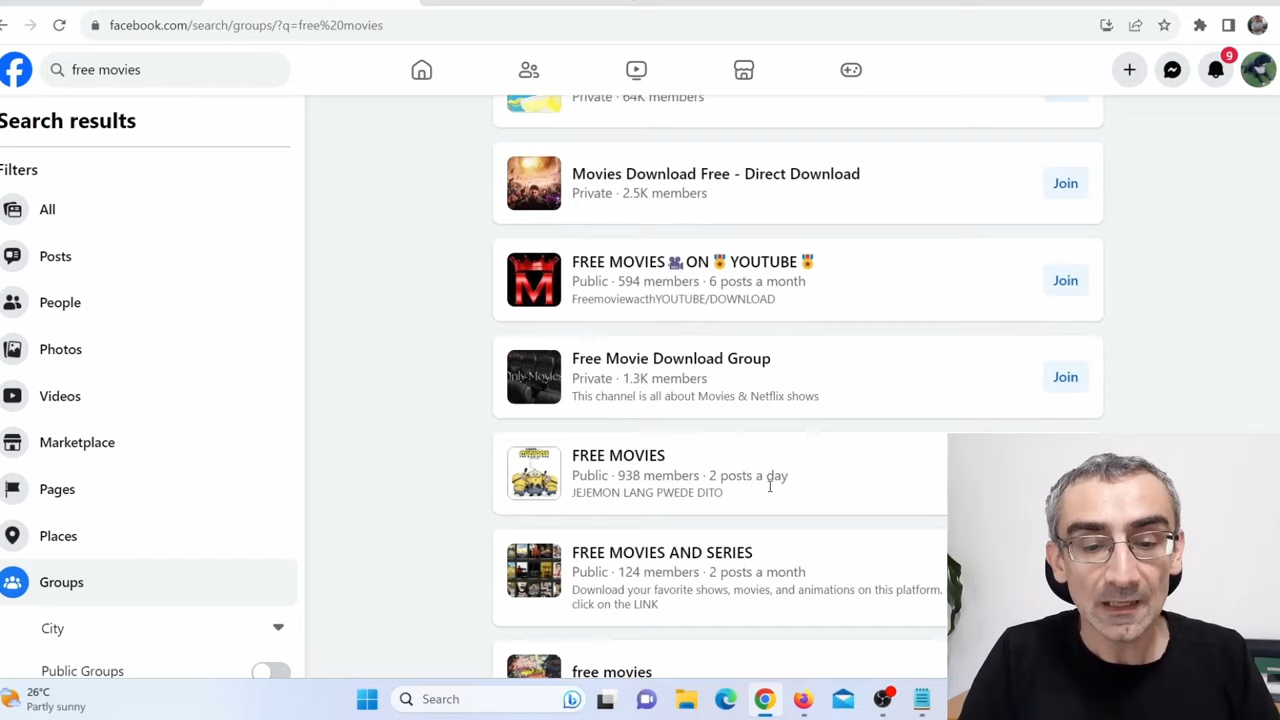 facebook.com/search/groups/?q=free%20movies
free movies
9
Search results
Filters
All
Posts
People
Photos
Videos
Marketplace
Pages
Places
Groups
City
Public Groups
Private · 64K members
Movies Download Free - Direct Download
Private · 2.5K members
Join
FREE MOVIES🎥ON🏅YOUTUBE🏅
Public · 594 members · 6 posts a month
FreemoviewacthYOUTUBE/DOWNLOAD
Join
Only Movies
Free Movie Download Group
Private · 1.3K members
This channel is all about Movies & Netflix shows
Join
FREE MOVIES
Public · 938 members · 2 posts a day
JEJEMON LANG PWEDE DITO
FREE MOVIES AND SERIES
Public · 124 members · 2 posts a month
Download your favorite shows, movies, and animations on this platform.
click on the LINK
free movies
26°C
Partly sunny
Search